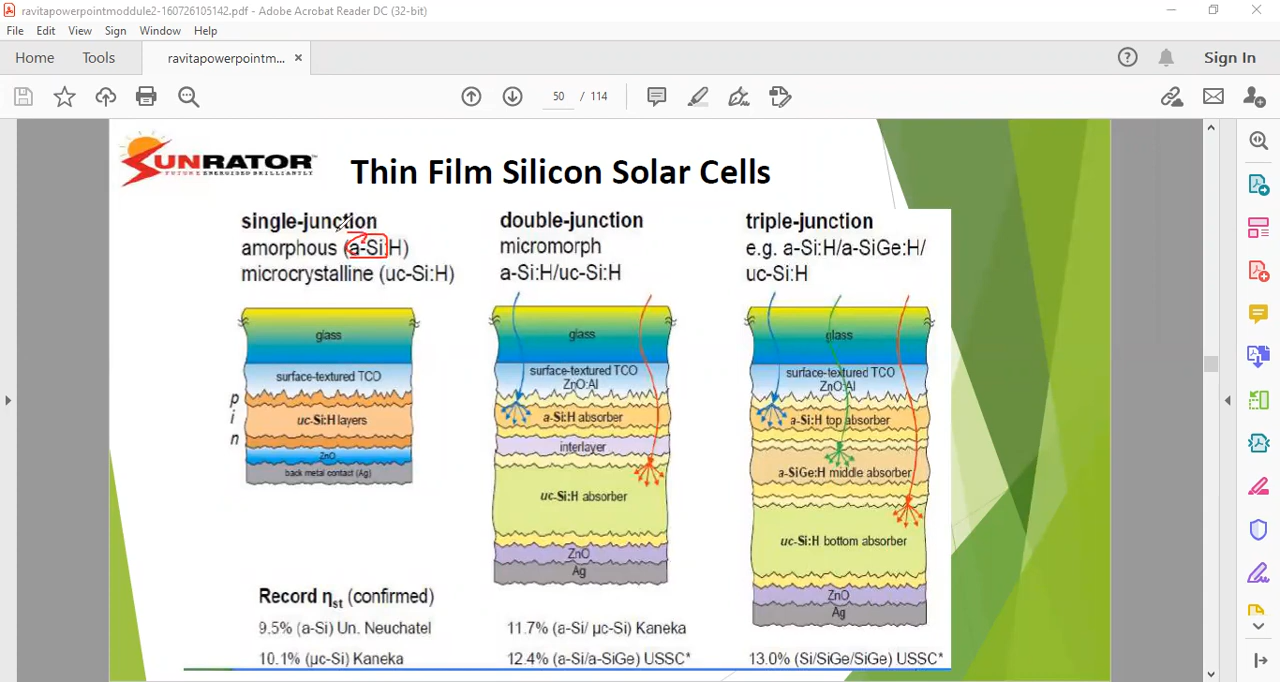 ravitapowerpointmoddule2-160726105142.pdf - Adobe Acrobat Reader DC (32-bit)
File Edit View Sign Window Help
Home Tools ravitapowerpointm... × Sign In
50 / 114
SUNRATOR
FUTURE ENERGISED BRILLIANTLY
Thin Film Silicon Solar Cells
single-junction
amorphous (a-Si:H)
microcrystalline (uc-Si:H)
glass
surface-textured TCO
p
i
n
uc-Si:H layers
ZnO
back metal contact (Ag)
Record ηst (confirmed)
9.5% (a-Si) Un. Neuchatel
10.1% (µc-Si) Kaneka
double-junction
micromorph
a-Si:H/uc-Si:H
glass
surface-textured TCO
ZnO:Al
a-Si:H absorber
interlayer
uc-Si:H absorber
ZnO
Ag
11.7% (a-Si/ µc-Si) Kaneka
12.4% (a-Si/a-SiGe) USSC*
triple-junction
e.g. a-Si:H/a-SiGe:H/
uc-Si:H
glass
surface-textured TCO
ZnO:Al
a-Si:H top absorber
a-SiGe:H middle absorber
uc-Si:H bottom absorber
ZnO
Ag
13.0% (Si/SiGe/SiGe) USSC*